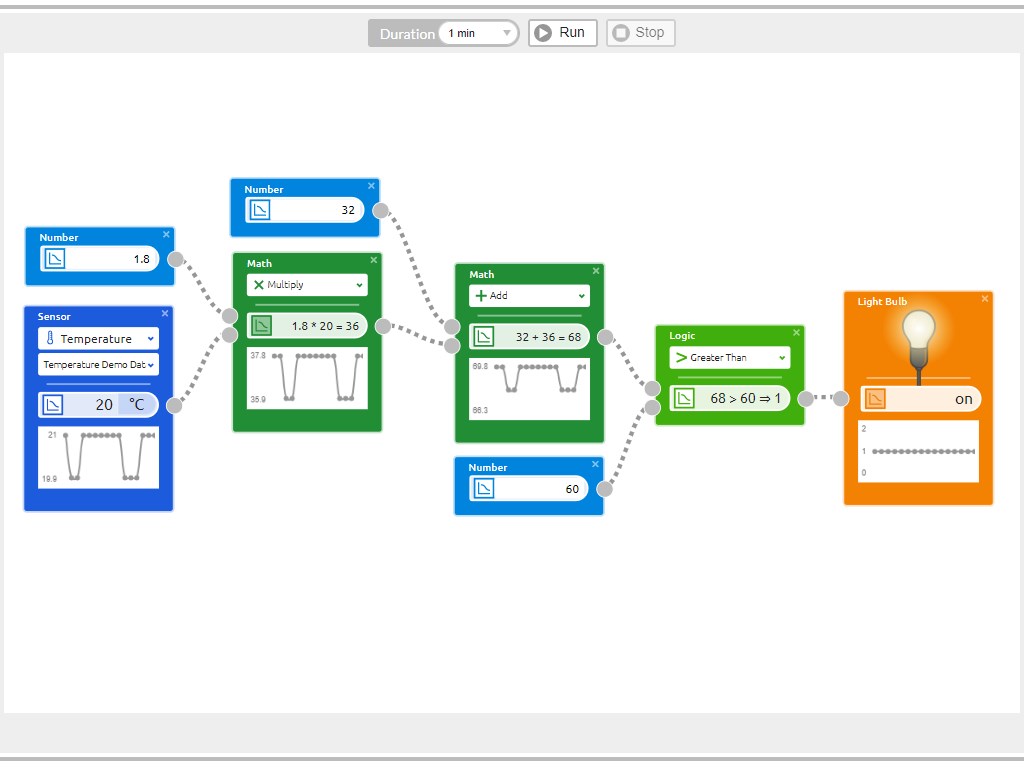 Duration 1 min Run Stop
Number
32
Number
1.8
Sensor
Temperature
Temperature Demo Dat
20 °C
21
19.9
Math
Multiply
1.8 * 20 = 36
37.8
35.9
Math
Add
32 + 36 = 68
69.8
66.3
Number
60
Logic
> Greater Than
68 > 60 ⇒ 1
Light Bulb
on
2
1
0